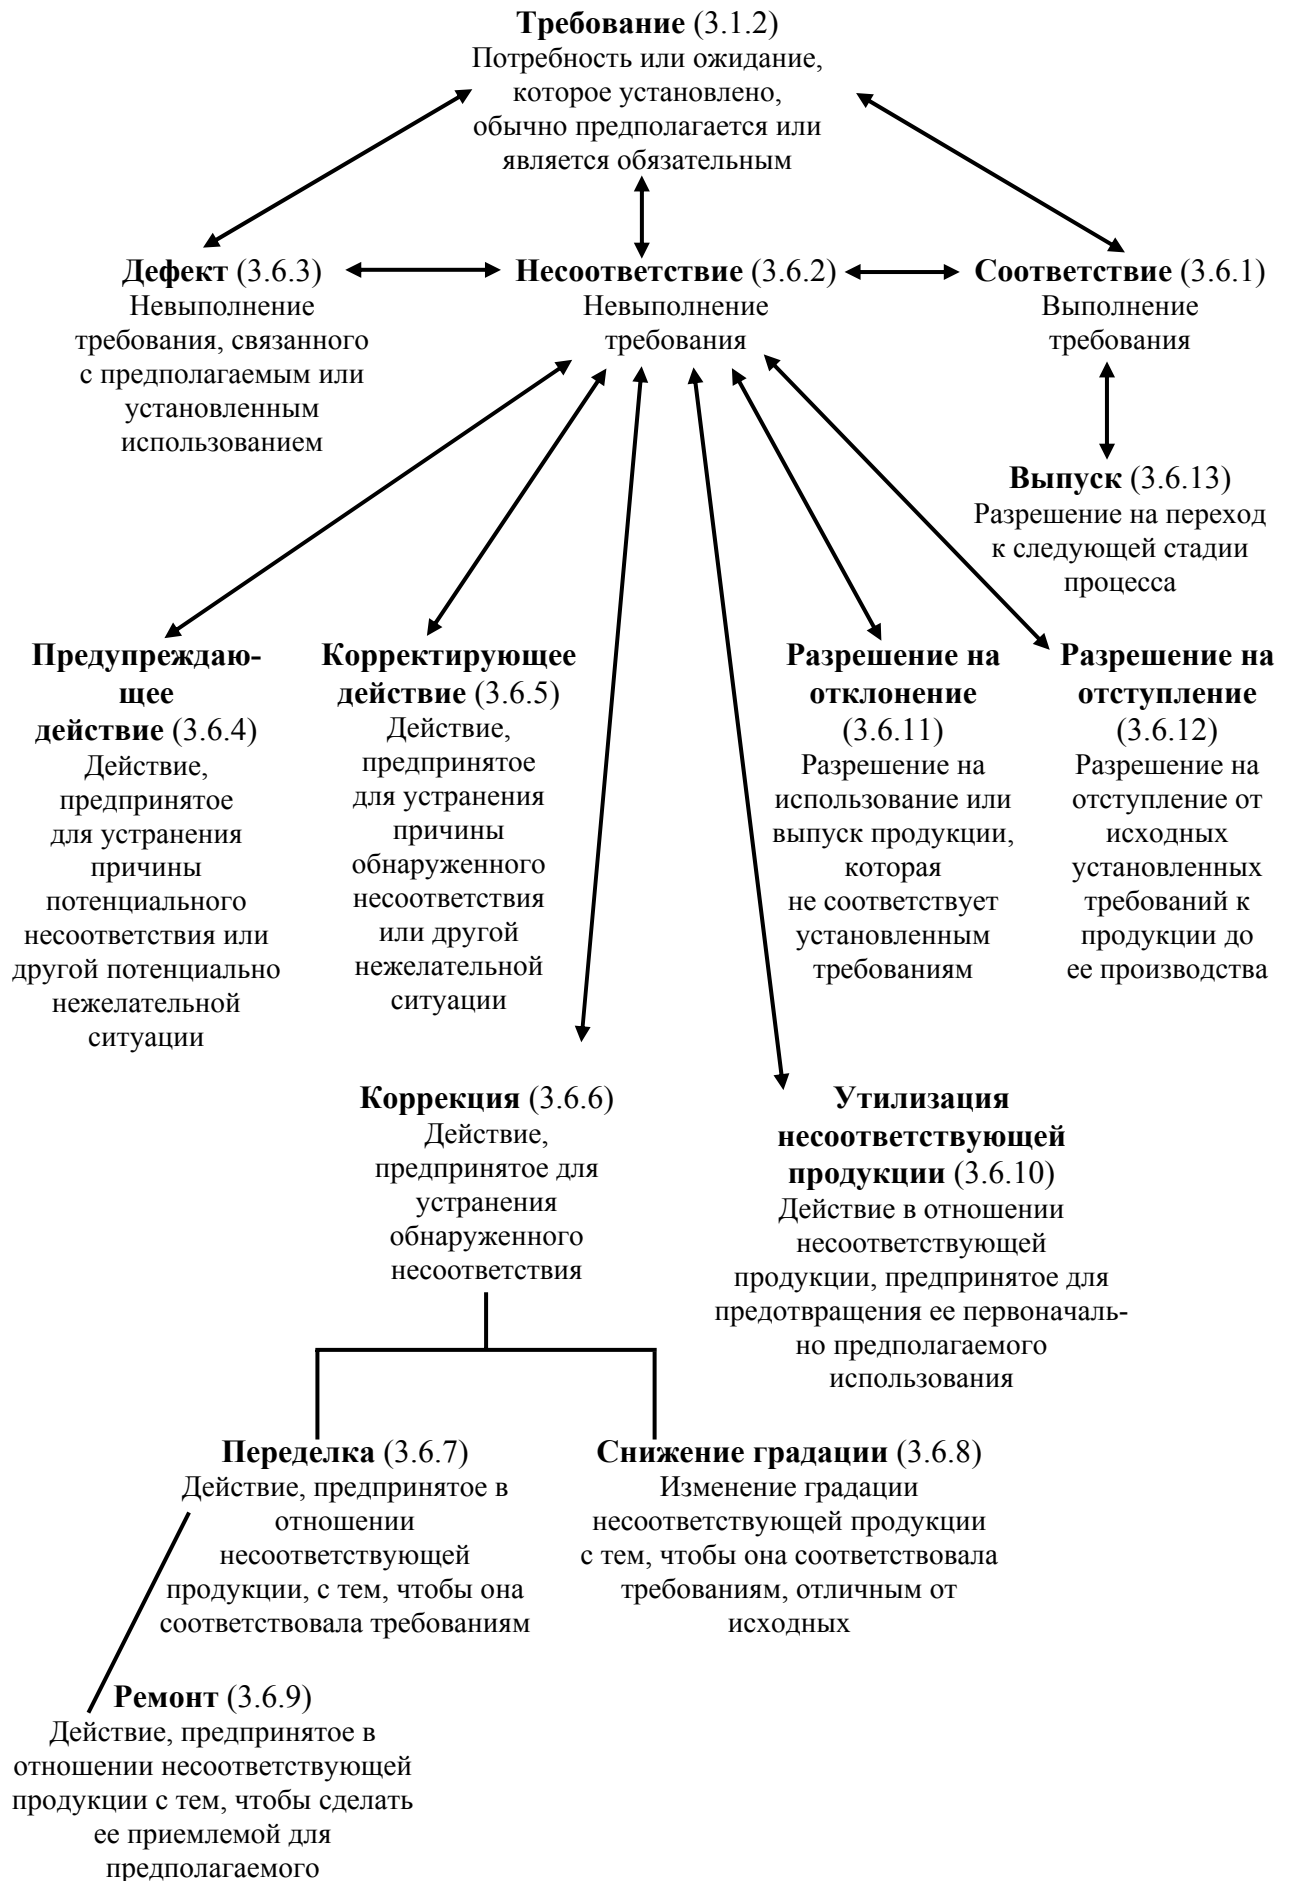 Требование (3.1.2)
Потребность или ожидание,
которое установлено,
обычно предполагается или
является обязательным
Дефект (3.6.3)
Невыполнение
требования, связанного
с предполагаемым или
установленным
использованием
Несоответствие (3.6.2)
Невыполнение
требования
Соответствие (3.6.1)
Выполнение
требования
Выпуск (3.6.13)
Разрешение на переход
к следующей стадии
процесса
Предупреждаю-
щее
действие (3.6.4)
Действие,
предпринятое
для устранения
причины
потенциального
несоответствия или
другой потенциально
нежелательной
ситуации
Корректирующее
действие (3.6.5)
Действие,
предпринятое
для устранения
причины
обнаруженного
несоответствия
или другой
нежелательной
ситуации
Разрешение на
отклонение
(3.6.11)
Разрешение на
использование или
выпуск продукции,
которая
не соответствует
установленным
требованиям
Разрешение на
отступление
(3.6.12)
Разрешение на
отступление от
исходных
установленных
требований к
продукции до
ее производства
Коррекция (3.6.6)
Действие,
предпринятое для
устранения
обнаруженного
несоответствия
Утилизация
несоответствующей
продукции (3.6.10)
Действие в отношении
несоответствующей
продукции, предпринятое для
предотвращения ее первоначаль-
но предполагаемого
использования
Переделка (3.6.7)
Действие, предпринятое в
отношении
несоответствующей
продукции, с тем, чтобы она
соответствовала требованиям
Снижение градации (3.6.8)
Изменение градации
несоответствующей продукции
с тем, чтобы она соответствовала
требованиям, отличным от
исходных
Ремонт (3.6.9)
Действие, предпринятое в
отношении несоответствующей
продукции с тем, чтобы сделать
ее приемлемой для
предполагаемого